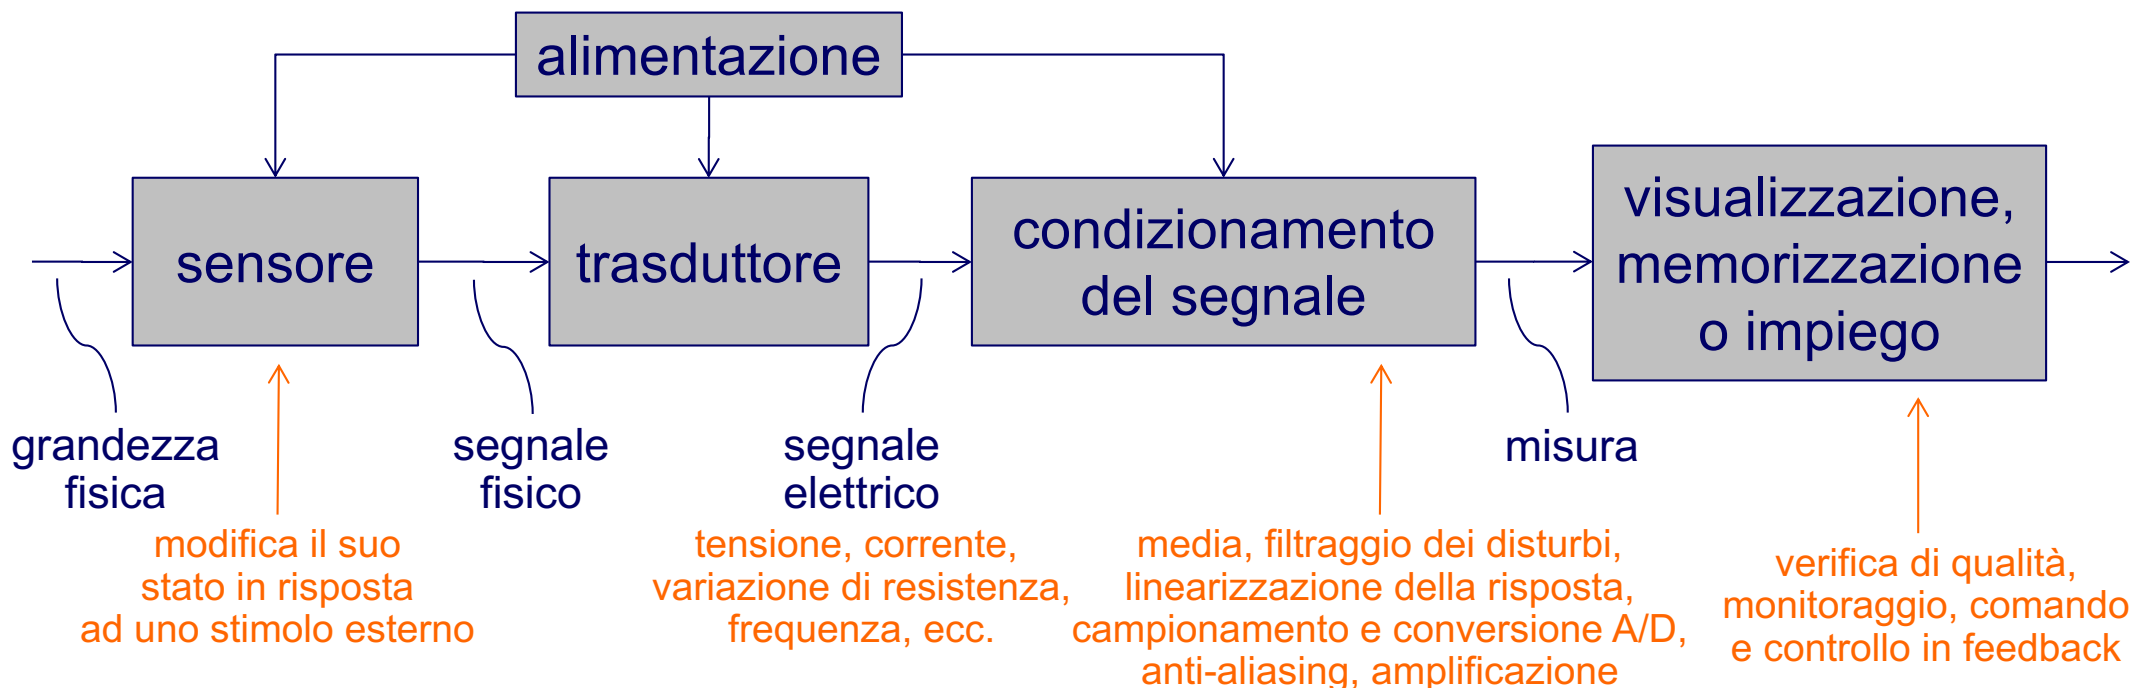 alimentazione
sensore
trasduttore
condizionamento
del segnale
visualizzazione,
memorizzazione
o impiego
grandezza
fisica
segnale
fisico
segnale
elettrico
misura
modifica il suo
stato in risposta
ad uno stimolo esterno
tensione, corrente,
variazione di resistenza,
frequenza, ecc.
media, filtraggio dei disturbi,
linearizzazione della risposta,
campionamento e conversione A/D,
anti-aliasing, amplificazione
verifica di qualità,
monitoraggio, comando
e controllo in feedback